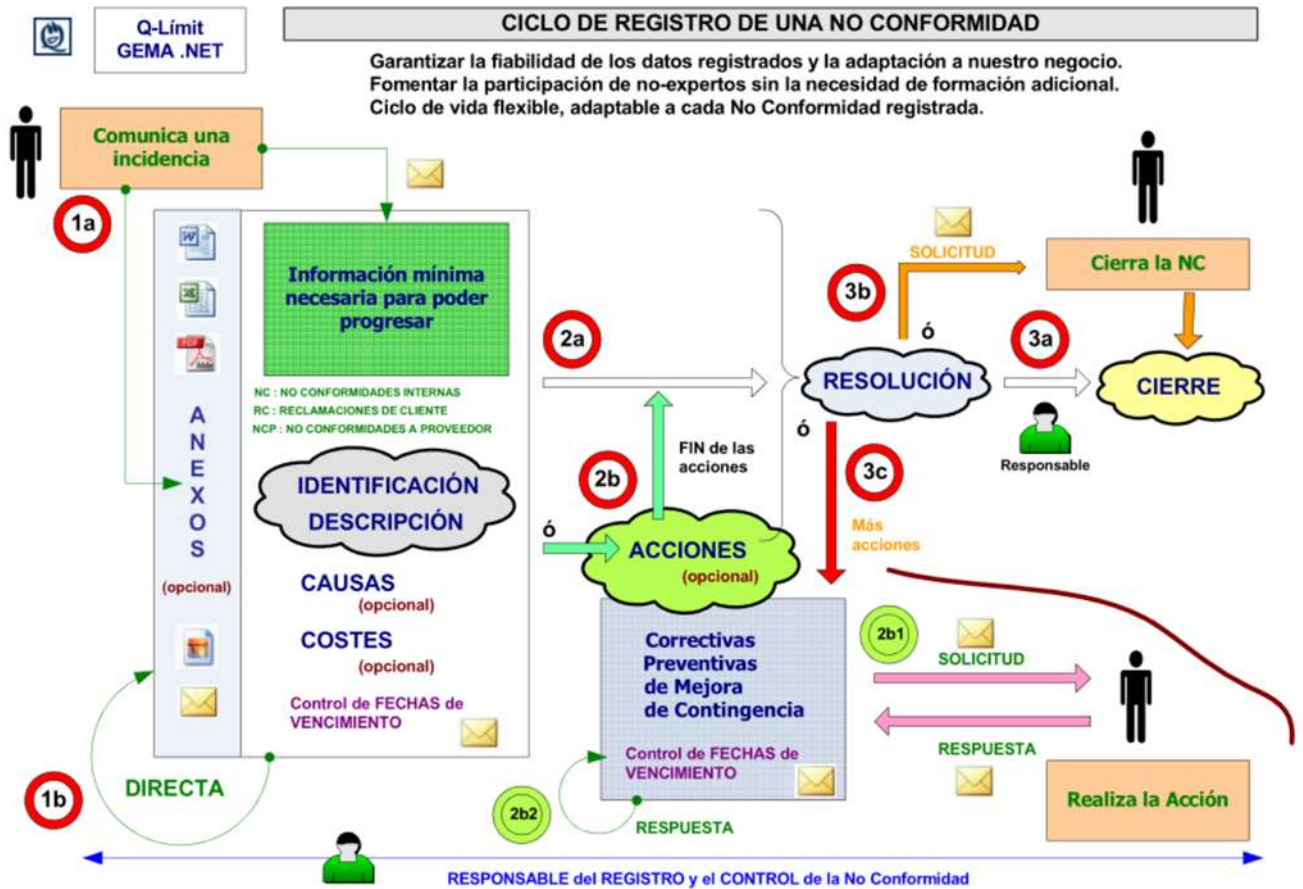 Q-Límit
GEMA .NET
CICLO DE REGISTRO DE UNA NO CONFORMIDAD
Garantizar la fiabilidad de los datos registrados y la adaptación a nuestro negocio.
Fomentar la participación de no-expertos sin la necesidad de formación adicional.
Ciclo de vida flexible, adaptable a cada No Conformidad registrada.
Comunica una
incidencia
1a
Información mínima
necesaria para poder
progresar
NC : NO CONFORMIDADES INTERNAS
RC : RECLAMACIONES DE CLIENTE
NCP : NO CONFORMIDADES A PROVEEDOR
A
N
E
X
O
S
(opcional)
IDENTIFICACIÓN
DESCRIPCIÓN
CAUSAS
(opcional)
COSTES
(opcional)
Control de FECHAS de
VENCIMIENTO
1b
DIRECTA
2a
2b
FIN de las
acciones
ó
ACCIONES
(opcional)
Correctivas
Preventivas
de Mejora
de Contingencia
Control de FECHAS de
VENCIMIENTO
2b2
RESPUESTA
SOLICITUD
3b
ó
Cierra la NC
RESOLUCIÓN
3a
CIERRE
Responsable
ó
3c
Más
acciones
2b1
SOLICITUD
RESPUESTA
Realiza la Acción
RESPONSABLE del REGISTRO y el CONTROL de la No Conformidad